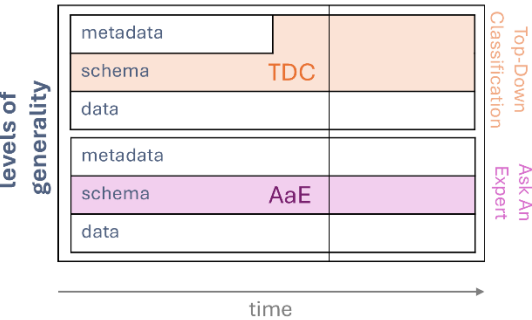 levels of
generality
metadata
schema
TDC
data
Top-Down
Classification
metadata
schema
AaE
data
Ask An
Expert
time